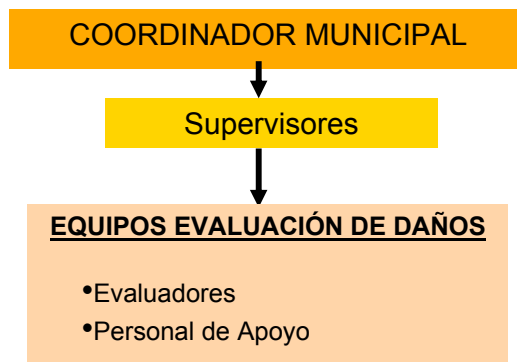 COORDINADOR MUNICIPAL
Supervisores
EQUIPOS EVALUACIÓN DE DAÑOS
•Evaluadores
•Personal de Apoyo